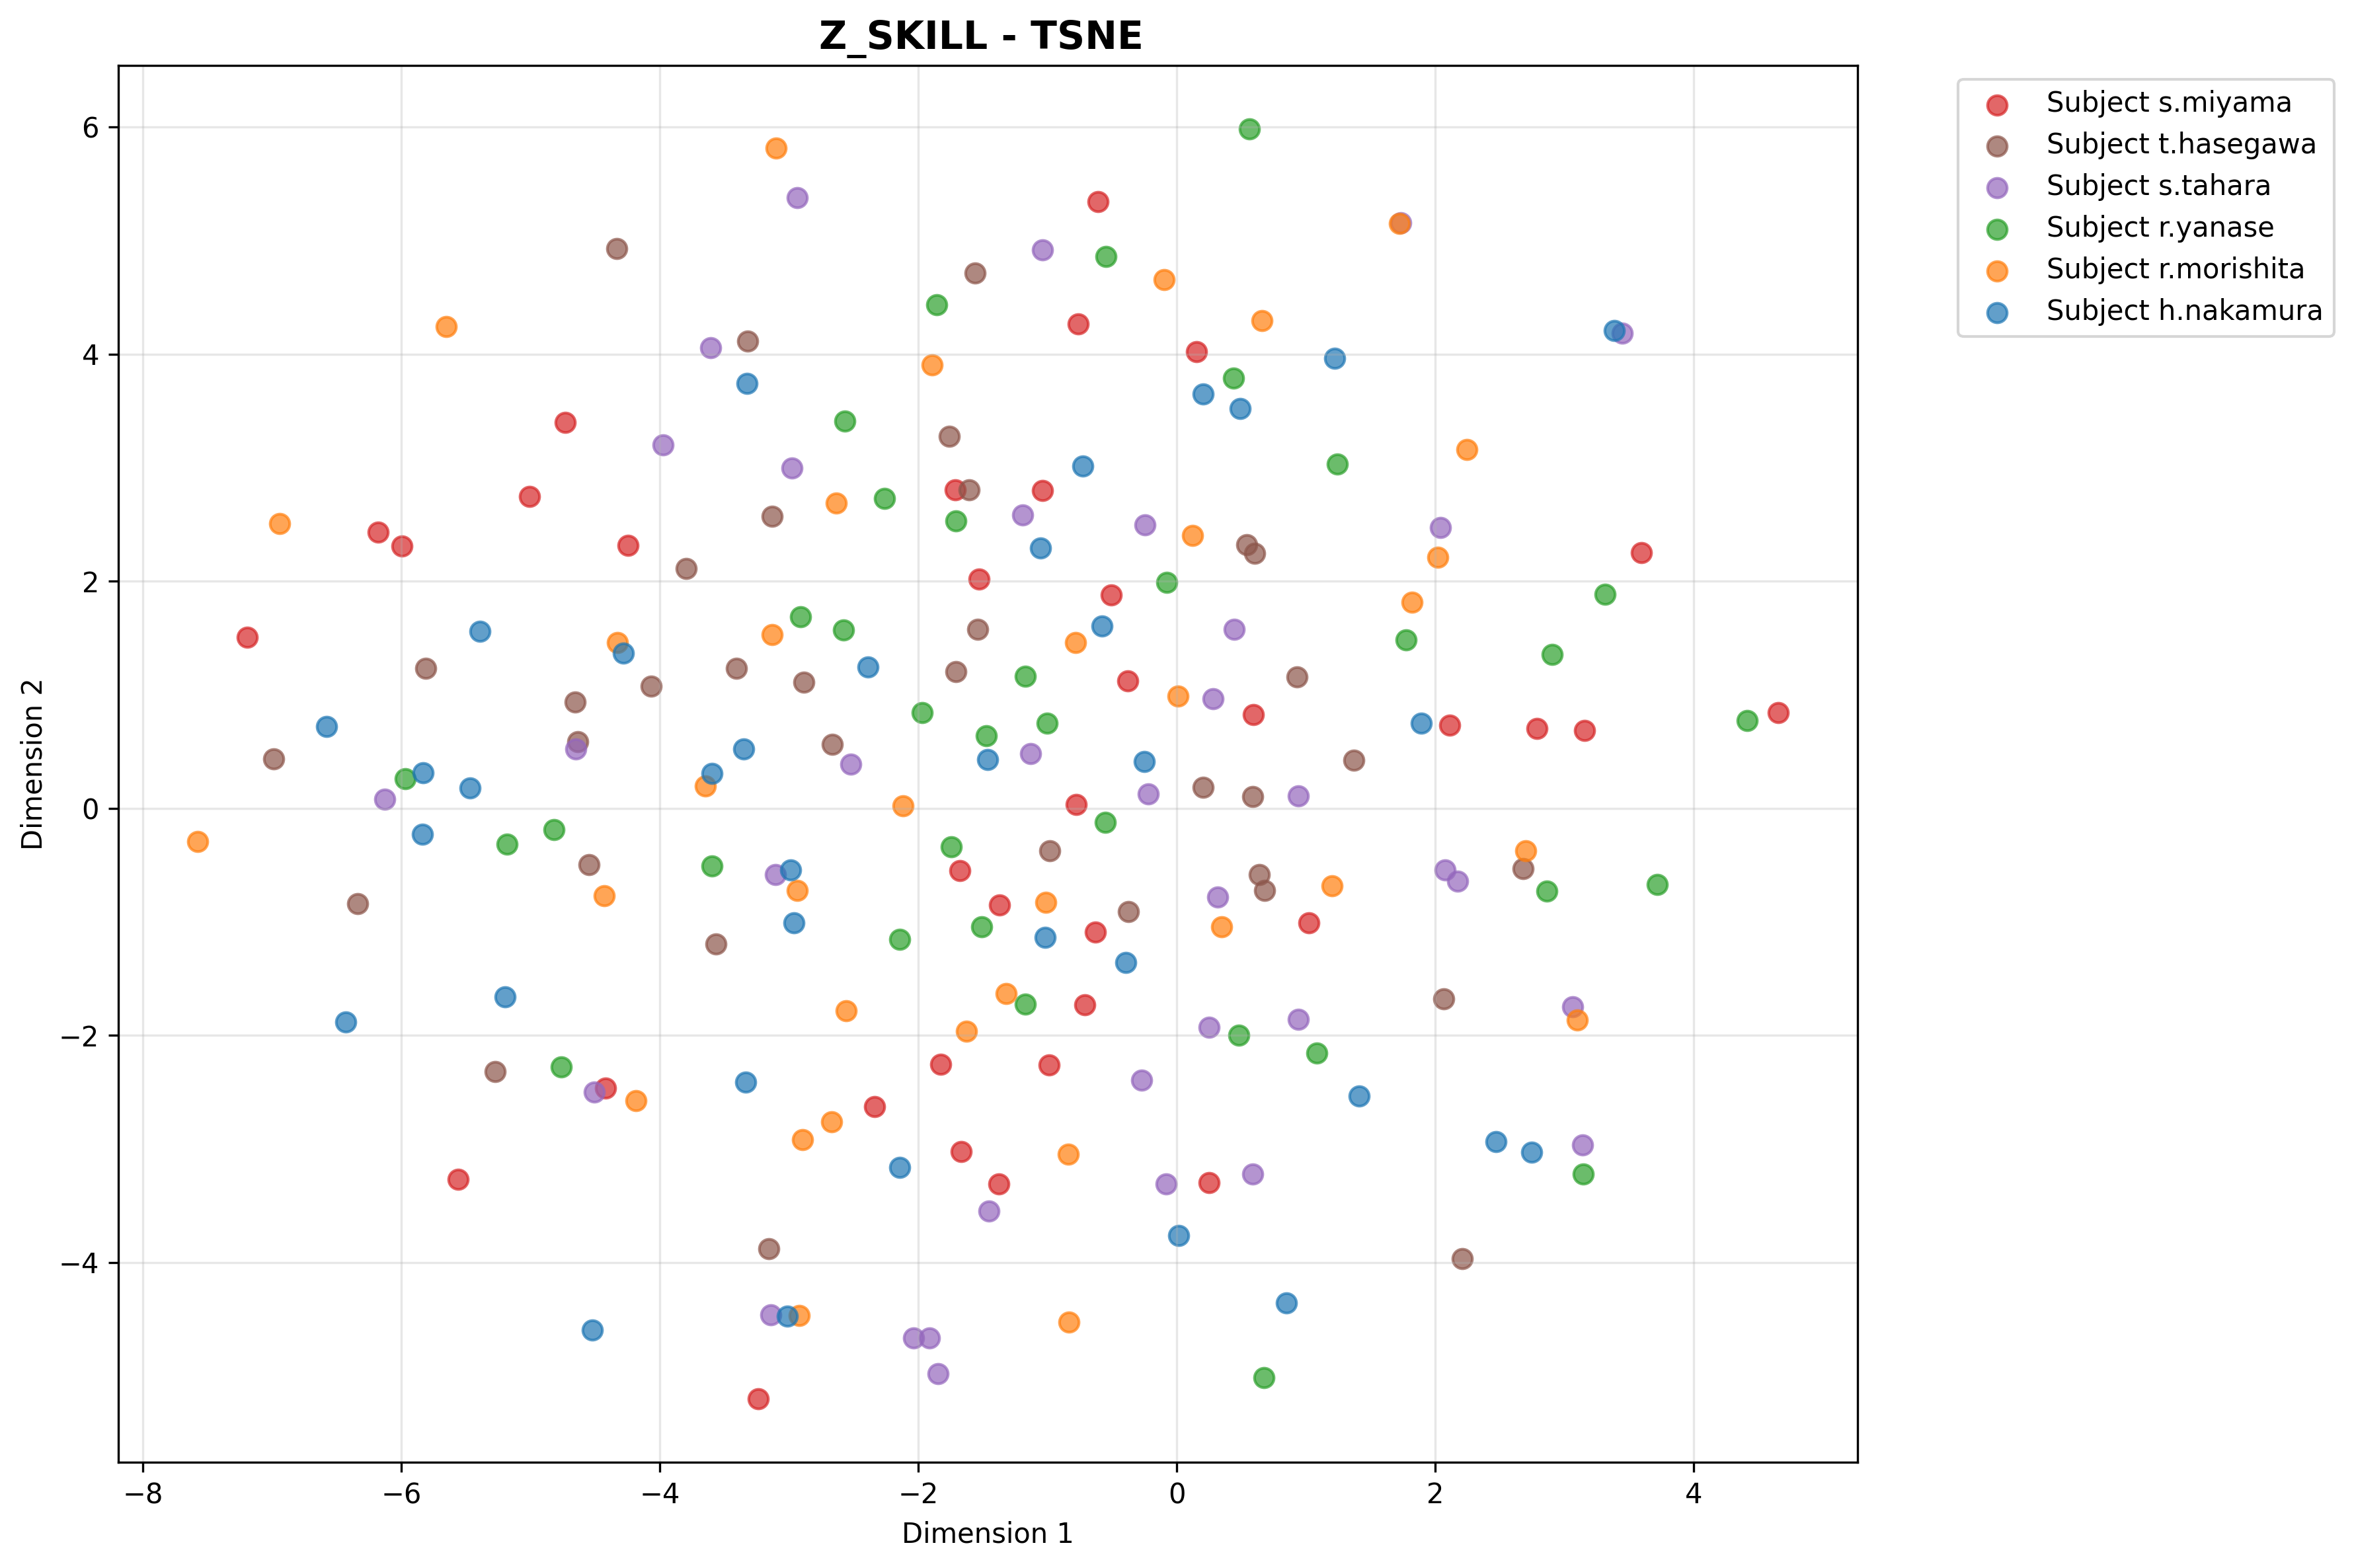 Z_SKILL - TSNE
Subject s.miyama
Subject t.hasegawa
Subject s.tahara
Subject r.yanase
Subject r.morishita
Subject h.nakamura
6
4
2
0
−2
−4
Dimension 2
−8
−6
−4
−2
0
2
4
Dimension 1